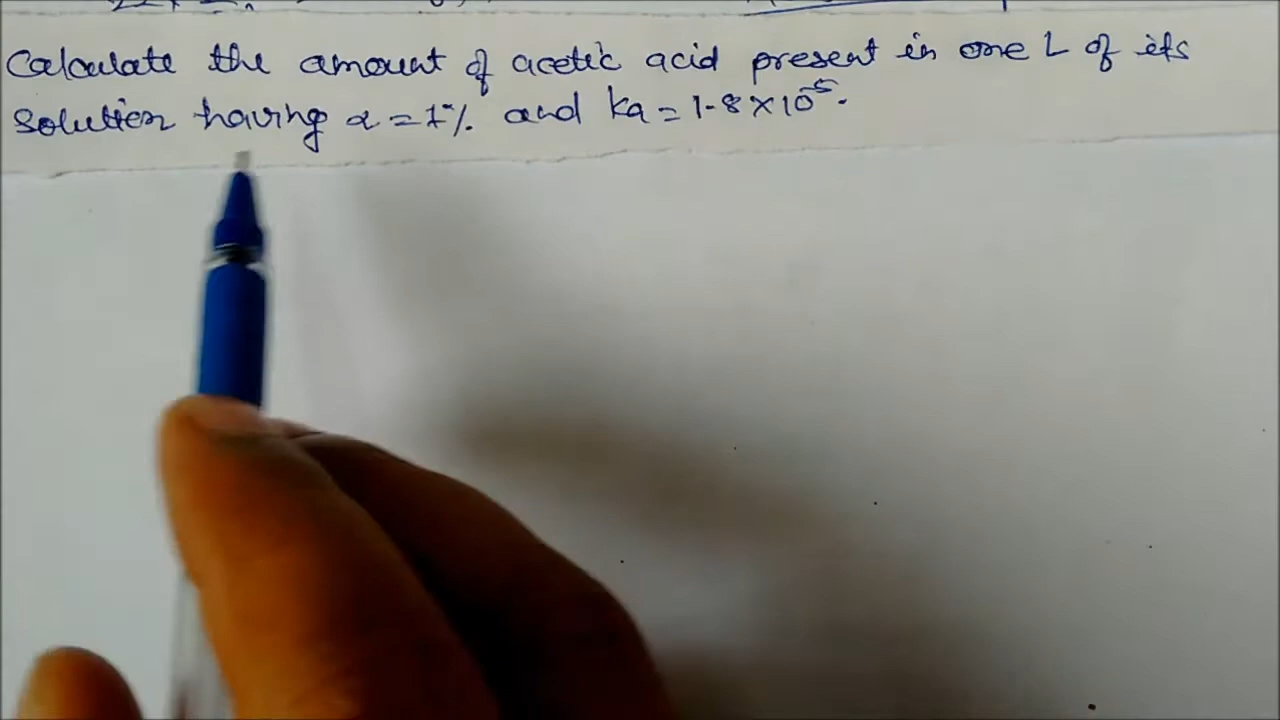 Calculate the amount of acetic acid present in one L of its
solution having α = 1% and ka = 1.8 × 10⁻⁵.